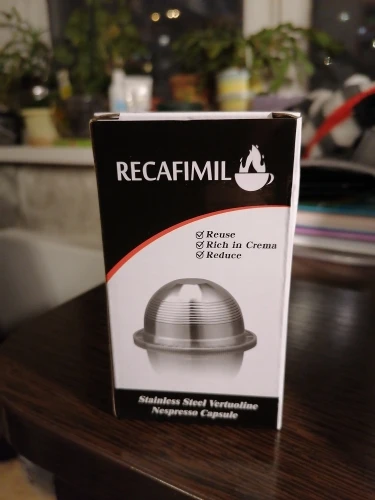 RECAFIMIL
Reuse
Rich in Crema
Reduce
Stainless Steel Vertuoline
Nespresso Capsule